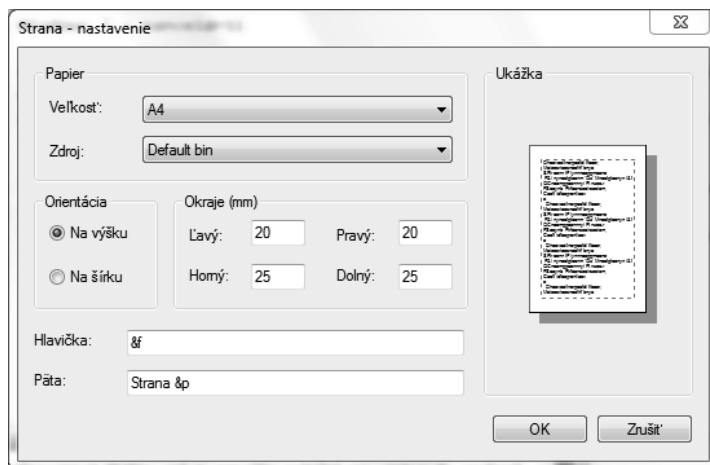 Strana - nastavenie
Papier
Veľkosť: A4
Zdroj: Default bin
Orientácia
Na výšku
Na šírku
Okraje (mm)
Ľavý: 20 Pravý: 20
Horný: 25 Dolný: 25
Hlavička: &f
Päta: Strana &p
Ukážka
OK Zrušiť